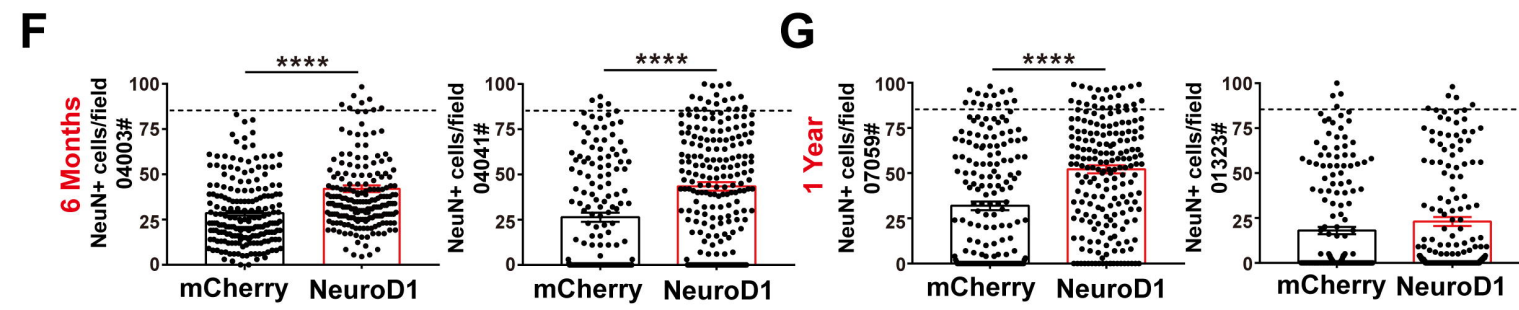 F
6 Months
NeuN+ cells/field
04003#
100
75
50
25
0
****
mCherry NeuroD1
NeuN+ cells/field
04041#
100
75
50
25
0
****
mCherry NeuroD1
G
1 Year
NeuN+ cells/field
07059#
100
75
50
25
0
****
mCherry NeuroD1
NeuN+ cells/field
01323#
100
75
50
25
0
mCherry NeuroD1